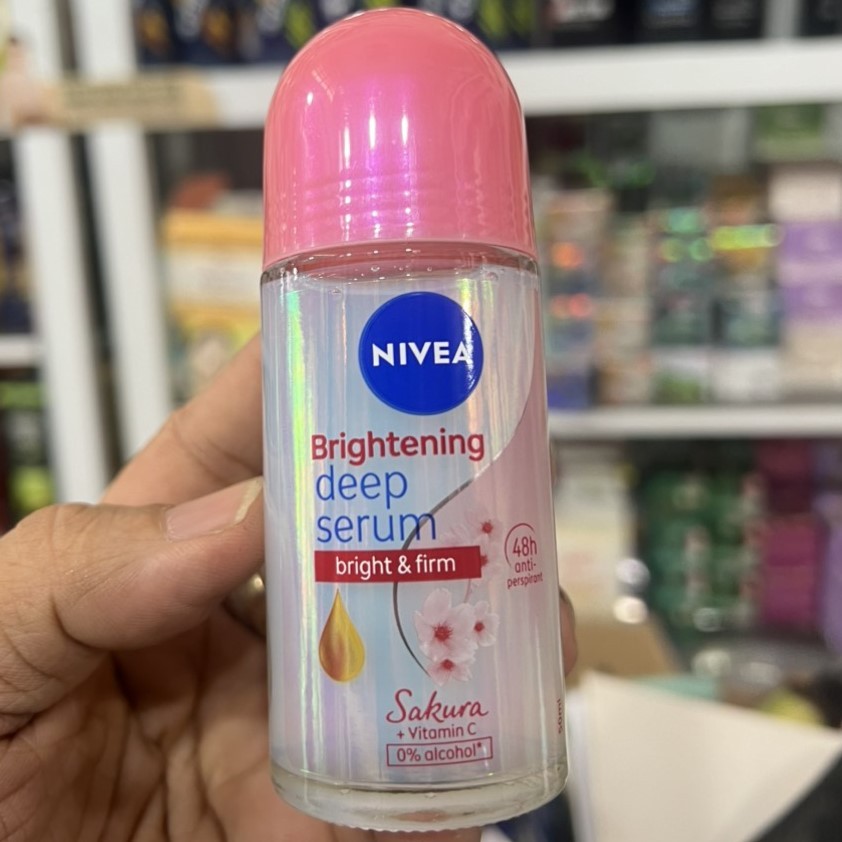 NIVEA
Brightening
deep
serum
bright & firm
48h
anti-
perspirant
Sakura
+ Vitamin C
0% alcohol*
50ml